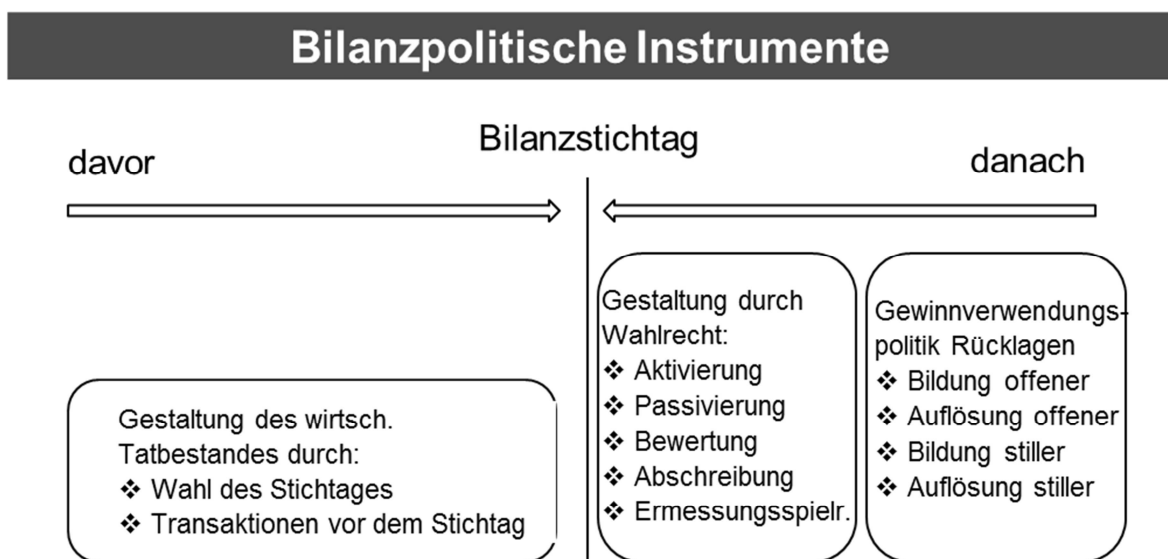 Bilanzpolitische Instrumente
Bilanzstichtag
davor
danach
Gestaltung des wirtsch.
Tatbestandes durch:
❖ Wahl des Stichtages
❖ Transaktionen vor dem Stichtag
Gestaltung durch
Wahlrecht:
❖ Aktivierung
❖ Passivierung
❖ Bewertung
❖ Abschreibung
❖ Ermessungsspielr.
Gewinnverwendungs-
politik Rücklagen
❖ Bildung offener
❖ Auflösung offener
❖ Bildung stiller
❖ Auflösung stiller